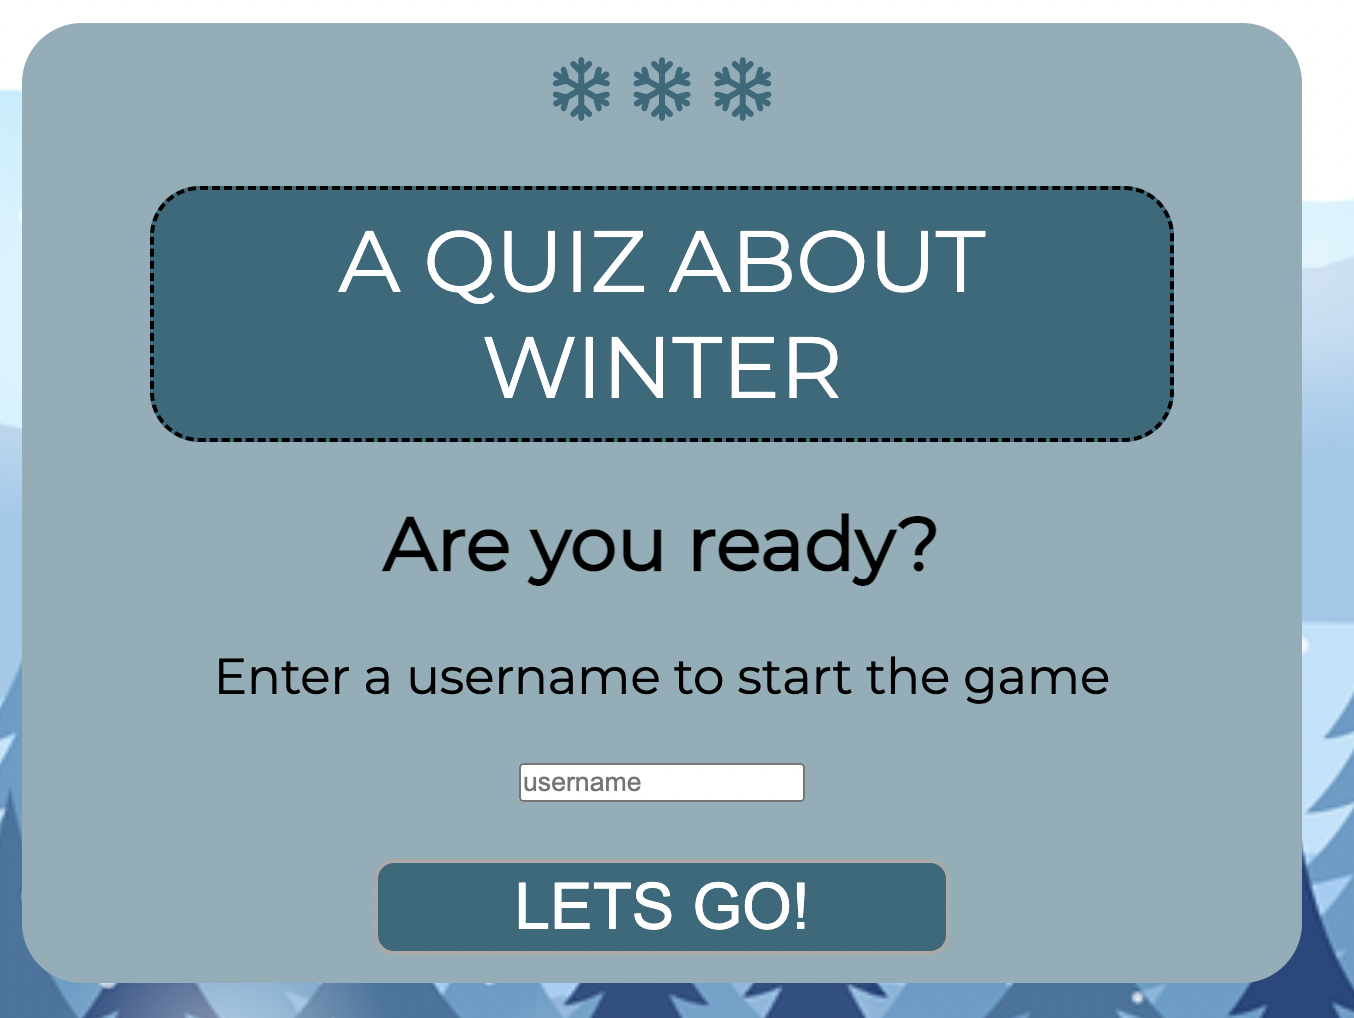 A QUIZ ABOUT
WINTER
Are you ready?
Enter a username to start the game
username
LETS GO!